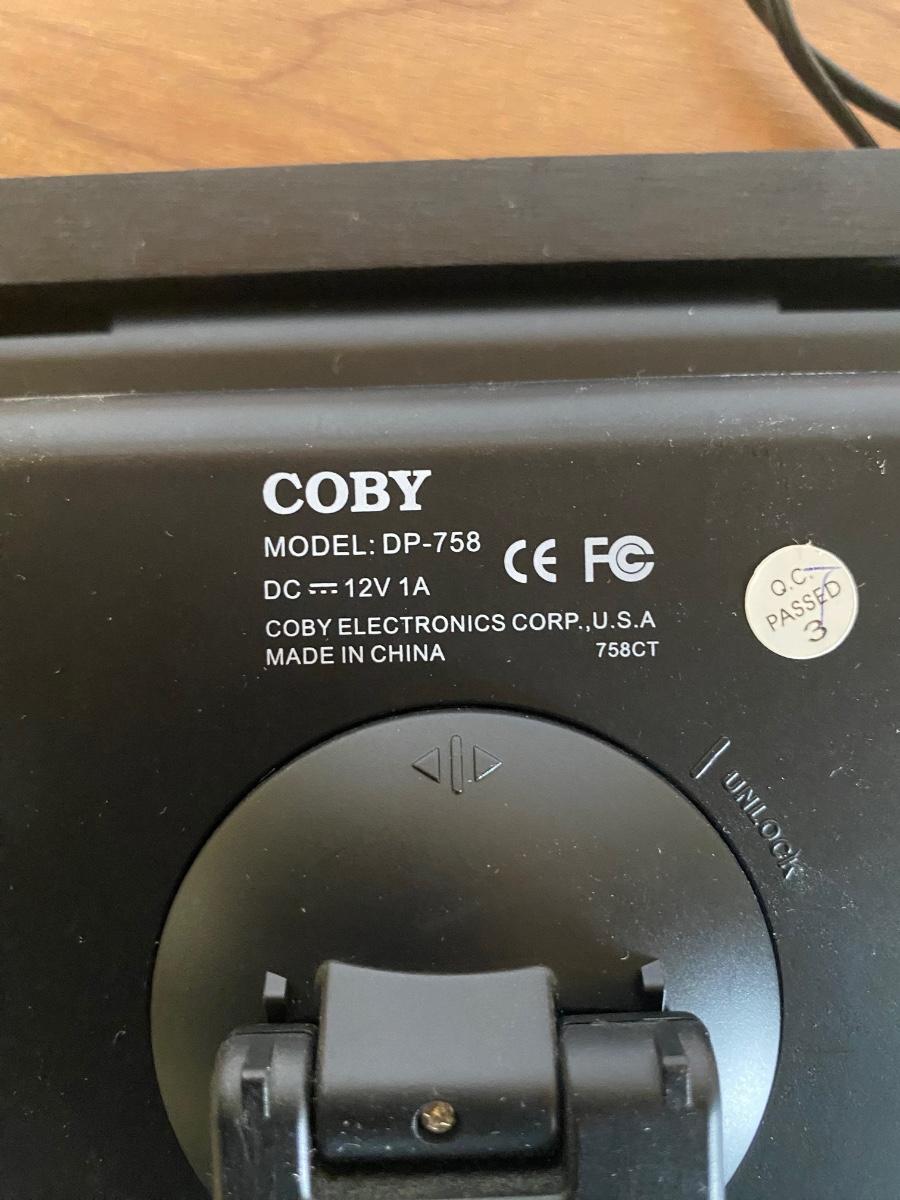 COBY
MODEL: DP-758
CE FC
DC ⎓ 12V 1A
COBY ELECTRONICS CORP.,U.S.A
MADE IN CHINA 758CT
Q.C. 7
PASSED
3
UNLOCK